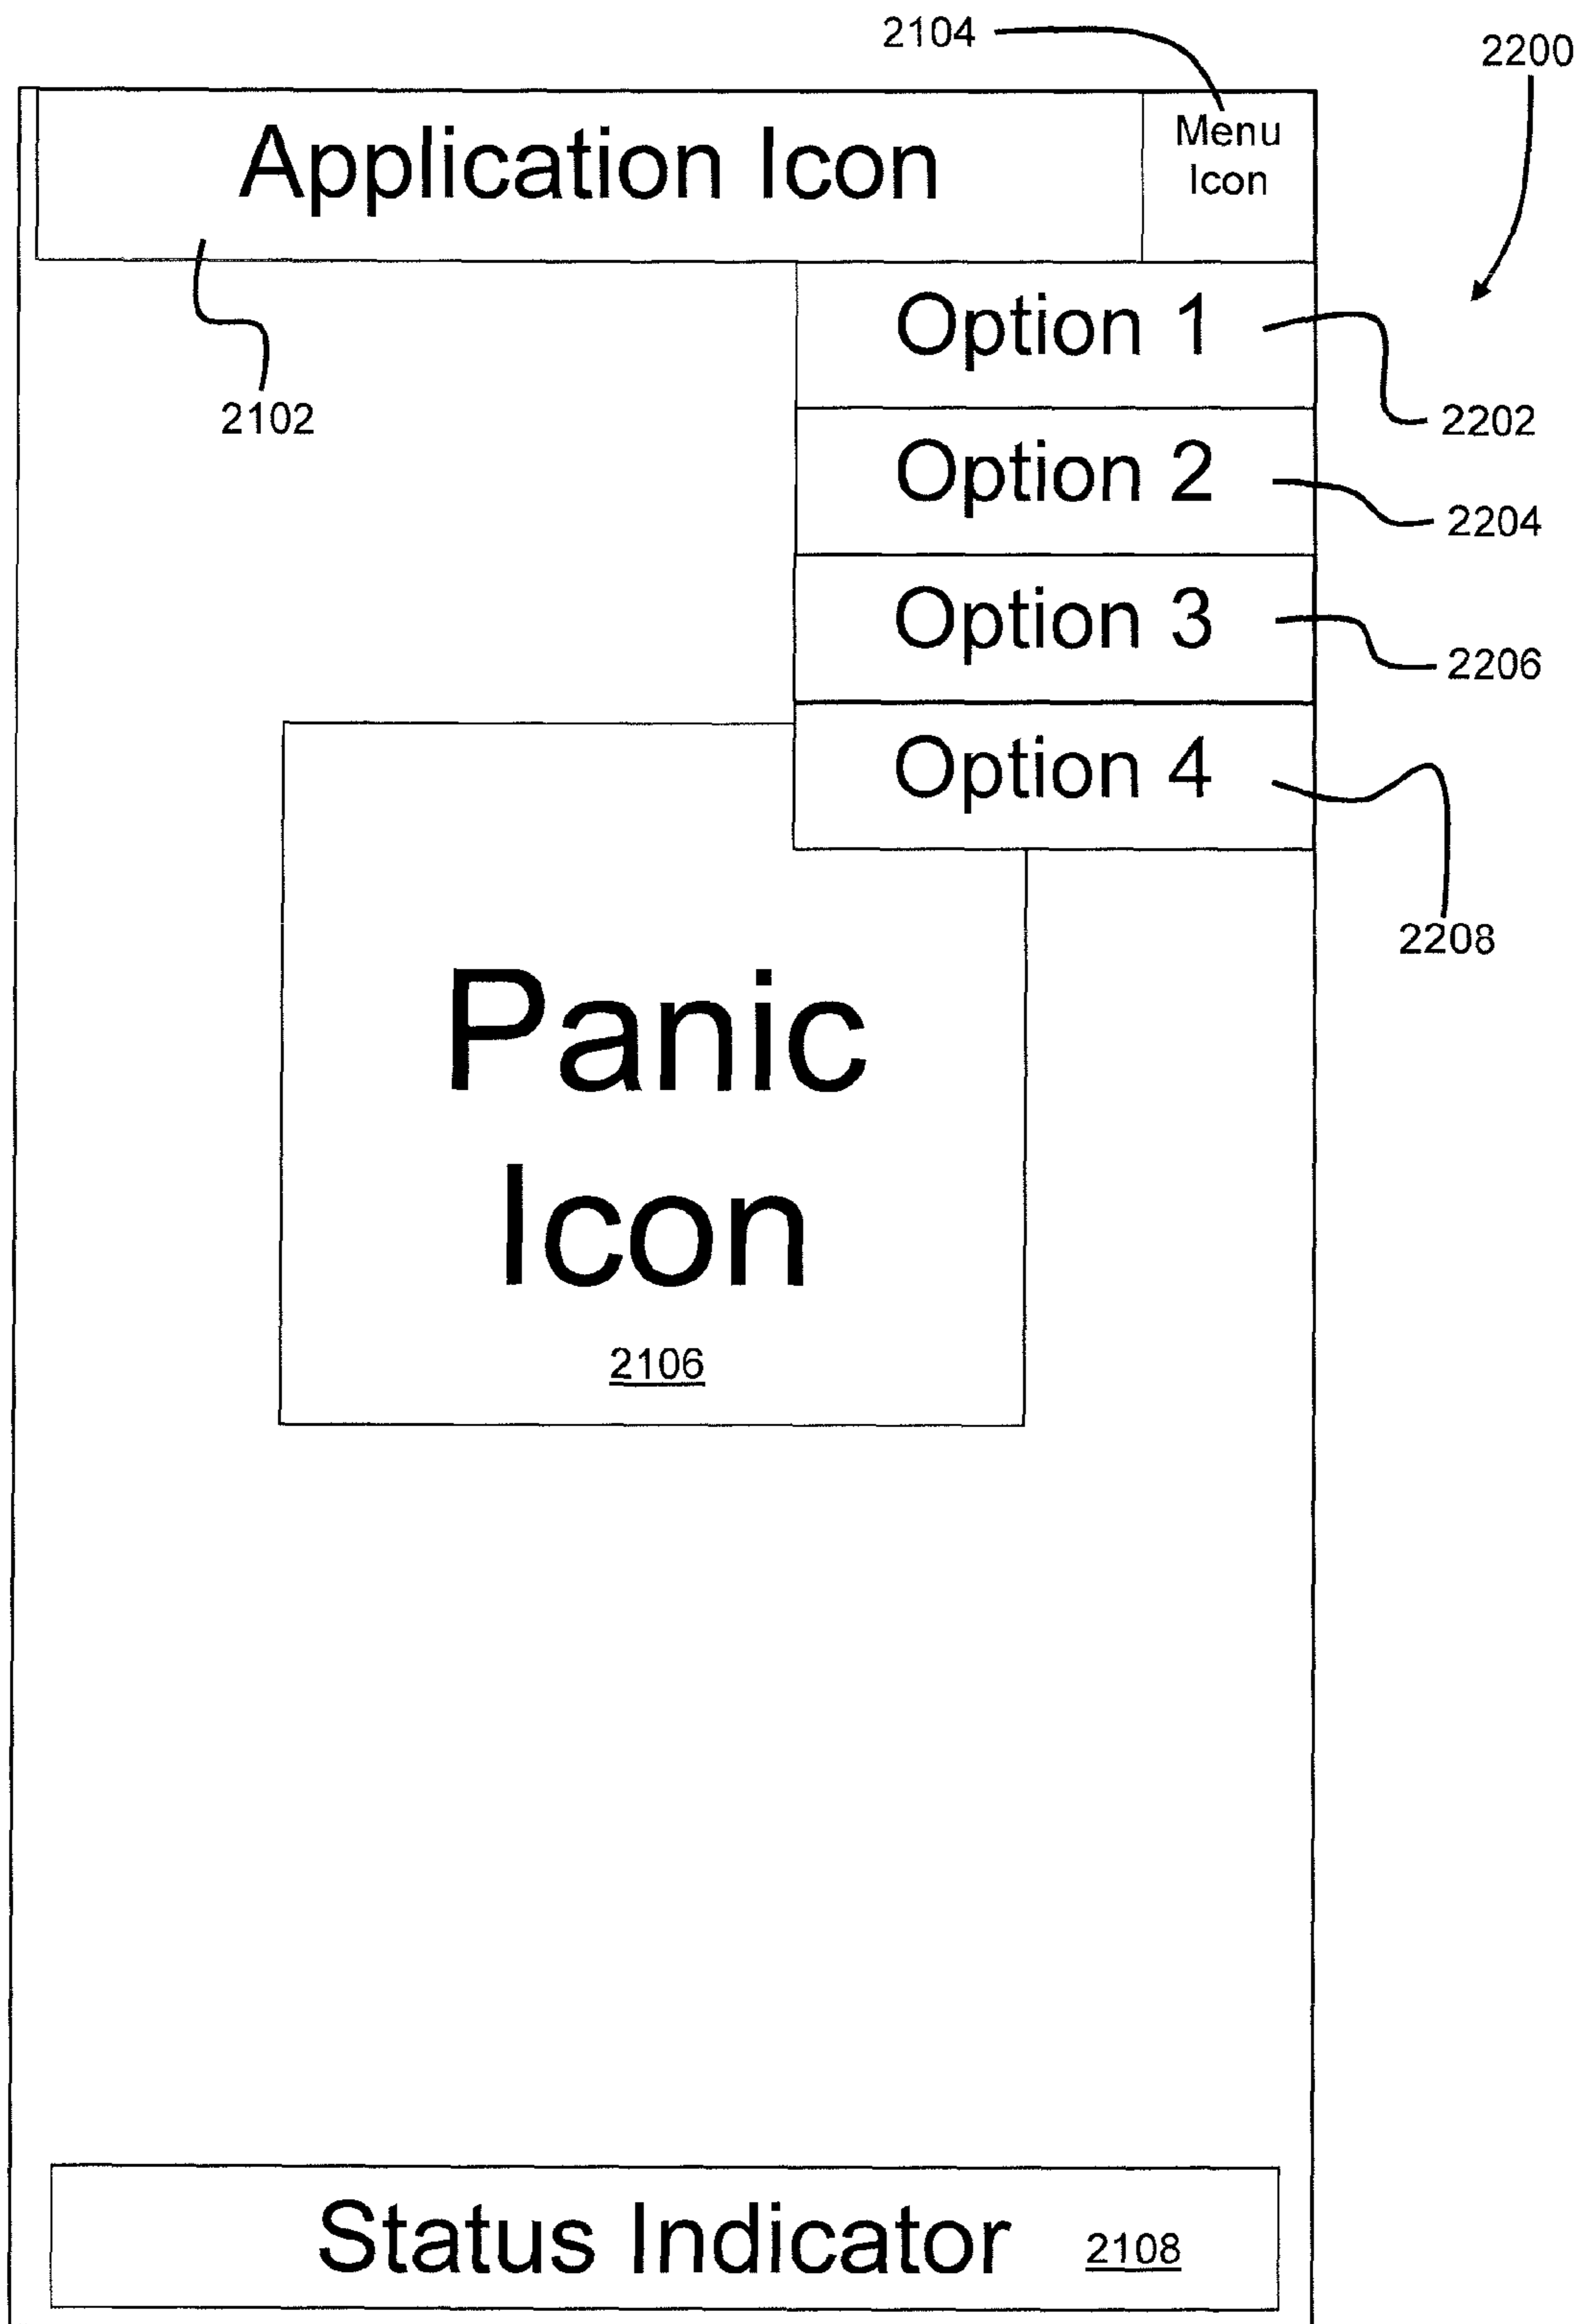 2104
2200
Application Icon
Menu
Icon
2102
Option 1
2202
Option 2
2204
Option 3
2206
Option 4
2208
Panic
Icon
2106
Status Indicator 2108